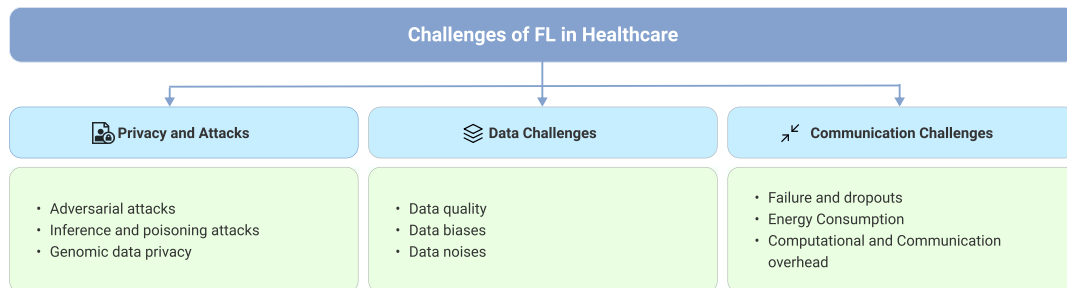 Challenges of FL in Healthcare
Privacy and Attacks
Data Challenges
Communication Challenges
• Adversarial attacks
• Inference and poisoning attacks
• Genomic data privacy
• Data quality
• Data biases
• Data noises
• Failure and dropouts
• Energy Consumption
• Computational and Communication
overhead